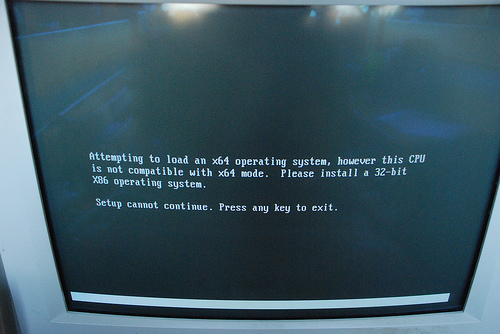 Attempting to load an x64 operating system, however this CPU
is not compatible with x64 mode.  Please install a 32-bit
X86 operating system.
Setup cannot continue. Press any key to exit.